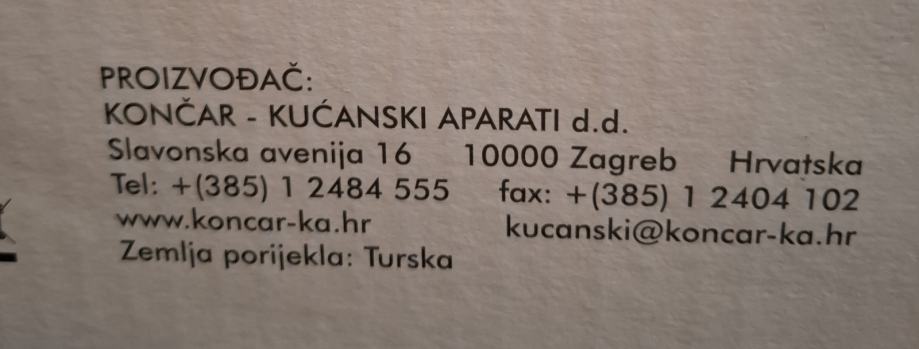 PROIZVOĐAČ:
KONČAR - KUĆANSKI APARATI d.d.
Slavonska avenija 16 10000 Zagreb Hrvatska
Tel: +(385) 1 2484 555 fax: +(385) 1 2404 102
www.koncar-ka.hr kucanski@koncar-ka.hr
Zemlja porijekla: Turska